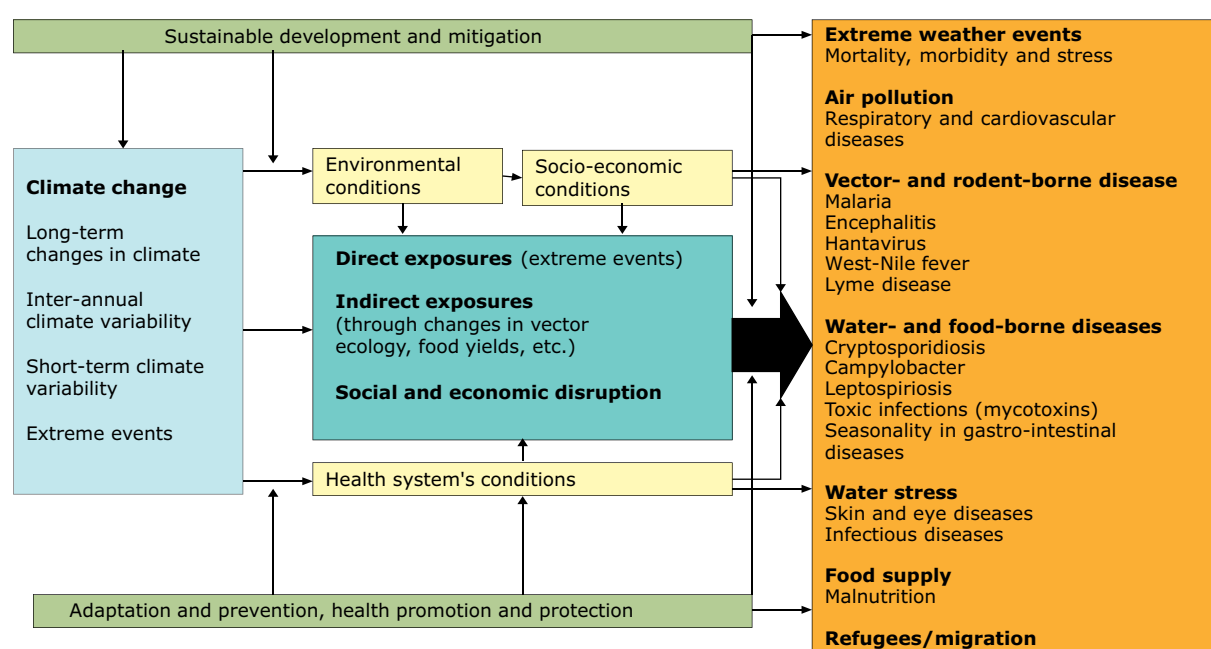 Sustainable development and mitigation
Climate change
Long-term
changes in climate
Inter-annual
climate variability
Short-term climate
variability
Extreme events
Environmental
conditions
Socio-economic
conditions
Direct exposures (extreme events)
Indirect exposures
(through changes in vector
ecology, food yields, etc.)
Social and economic disruption
Health system's conditions
Adaptation and prevention, health promotion and protection
Extreme weather events
Mortality, morbidity and stress
Air pollution
Respiratory and cardiovascular
diseases
Vector- and rodent-borne disease
Malaria
Encephalitis
Hantavirus
West-Nile fever
Lyme disease
Water- and food-borne diseases
Cryptosporidiosis
Campylobacter
Leptospiriosis
Toxic infections (mycotoxins)
Seasonality in gastro-intestinal
diseases
Water stress
Skin and eye diseases
Infectious diseases
Food supply
Malnutrition
Refugees/migration